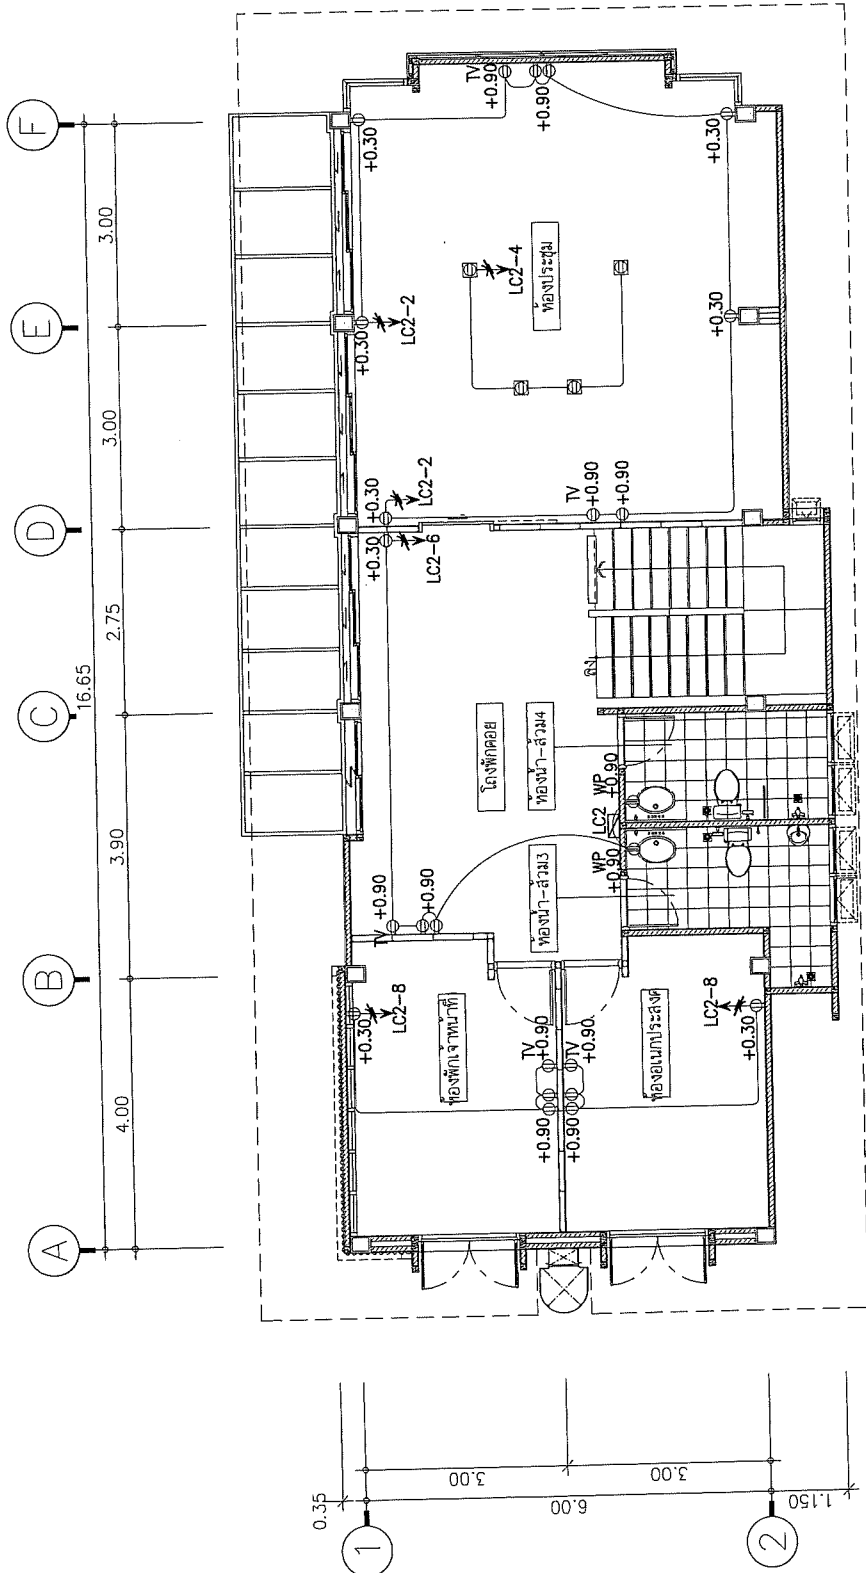 F
E
D
C
B
A
3.00
3.00
2.75
3.90
4.00
16.65
TV
+0.90
+0.90
+0.30
+0.30
+0.30
LC2-2
LC2-4
ห้องประชุม
+0.30
+0.30
LC2-2
TV
+0.90
+0.90
+0.30
LC2-6
ลง
โถงพักคอย
ห้องน้ำ-ส้วม4
WP
+0.90
LC2
WP
+0.90
ห้องน้ำ-ส้วม3
TV
+0.90
+0.90
+0.30
LC2-8
ห้องพักเจ้าหน้าที่
TV
+0.90
TV
+0.90
+0.90
+0.90
LC2-8
+0.30
ห้องอเนกประสงค์
0.35
3.00
3.00
6.00
1.150
1
2